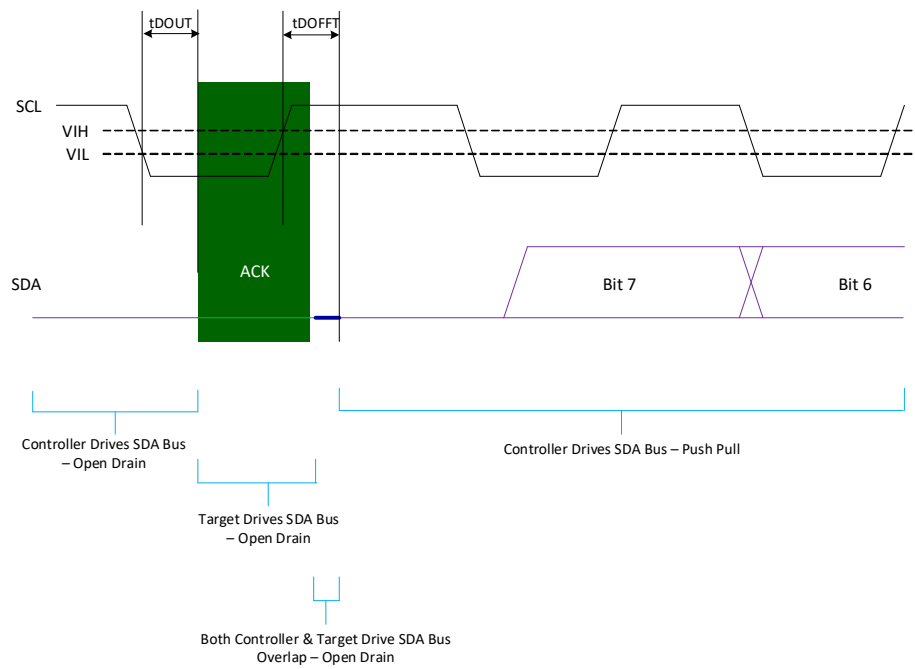 tDOUT
tDOFFT
SCL
VIH
VIL
ACK
SDA
Bit 7
Bit 6
Controller Drives SDA Bus
– Open Drain
Controller Drives SDA Bus – Push Pull
Target Drives SDA Bus
– Open Drain
Both Controller & Target Drive SDA Bus
Overlap – Open Drain